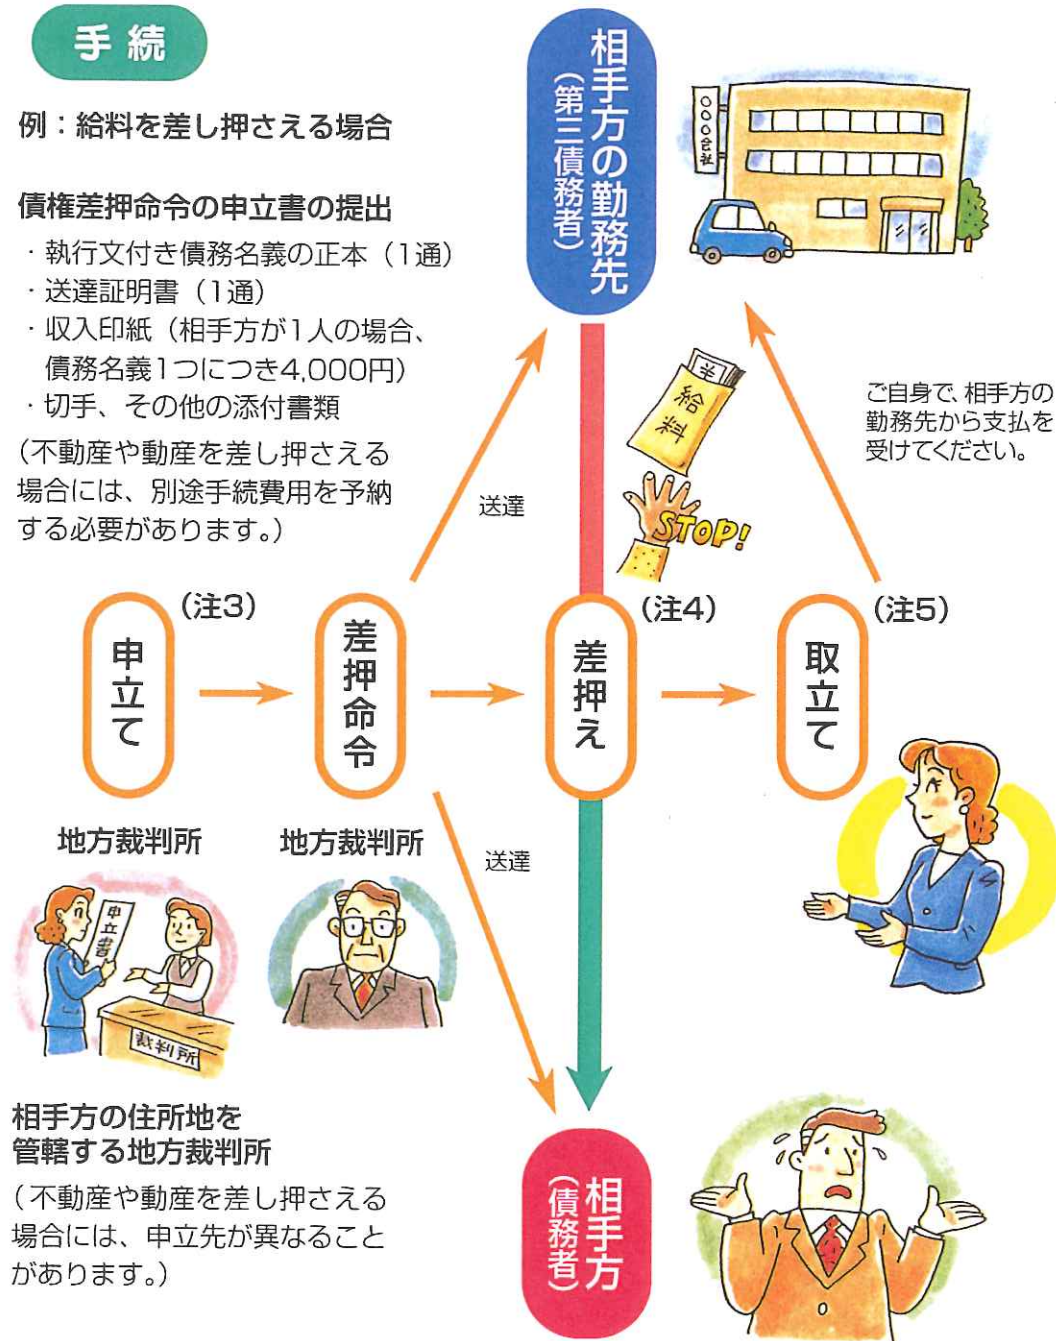 手続
例：給料を差し押さえる場合
債権差押命令の申立書の提出
・執行文付き債務名義の正本（1通）
・送達証明書（1通）
・収入印紙（相手方が1人の場合、
債務名義1つにつき4,000円）
・切手、その他の添付書類
（不動産や動産を差し押さえる
場合には、別途手続費用を予納
する必要があります。）
相手方の勤務先
（第三債務者）
〇〇〇会社
給料
¥
STOP!
ご自身で、相手方の
勤務先から支払を
受けてください。
送達
（注3）
（注4）
（注5）
申立て
差押命令
差押え
取立て
地方裁判所
地方裁判所
送達
申立書
裁判所
相手方の住所地を
管轄する地方裁判所
（不動産や動産を差し押さえる
場合には、申立先が異なること
があります。）
相手方
（債務者）